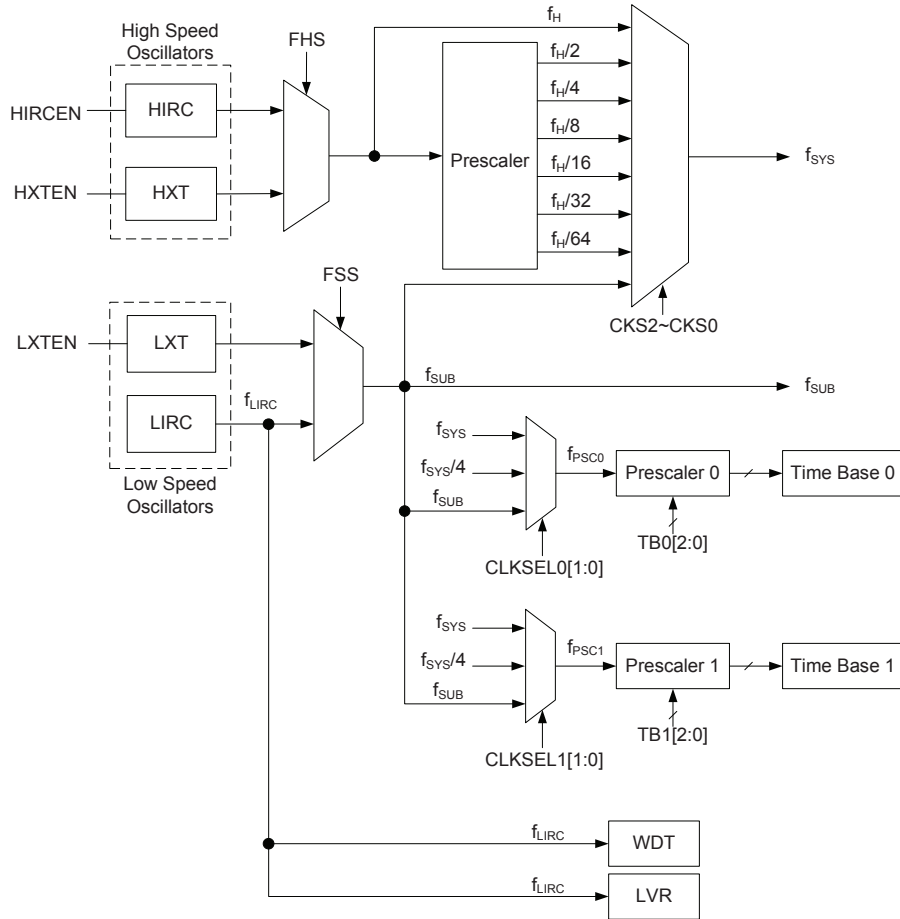 High Speed
Oscillators
FHS
HIRCEN
HIRC
HXTEN
HXT
fH
Prescaler
fH/2
fH/4
fH/8
fH/16
fH/32
fH/64
fSYS
CKS2~CKS0
FSS
LXTEN
LXT
LIRC
fLIRC
Low Speed
Oscillators
fSUB
fSUB
fSYS
fSYS/4
fSUB
CLKSEL0[1:0]
fPSC0
Prescaler 0
TB0[2:0]
Time Base 0
fSYS
fSYS/4
fSUB
CLKSEL1[1:0]
fPSC1
Prescaler 1
TB1[2:0]
Time Base 1
fLIRC
WDT
fLIRC
LVR